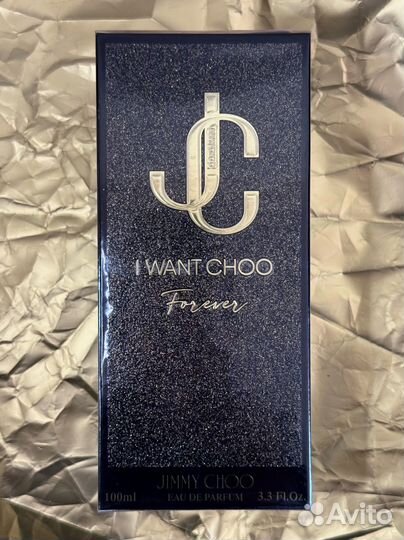 JC
I WANT CHOO
Forever
JIMMY CHOO
100ml EAU DE PARFUM 3.3 Fl.Oz.
Avito